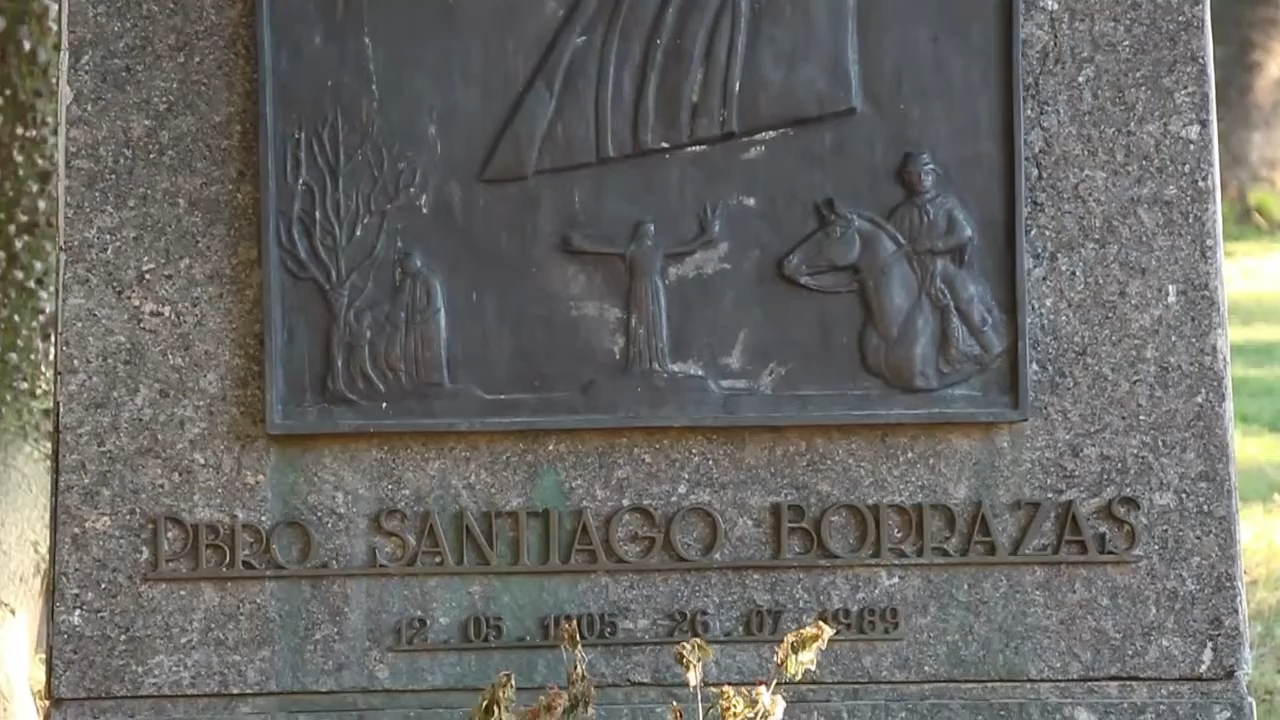 PBRO. SANTIAGO BORRAZAS
12 . 05 . 1905 - 26 . 07 . 1989